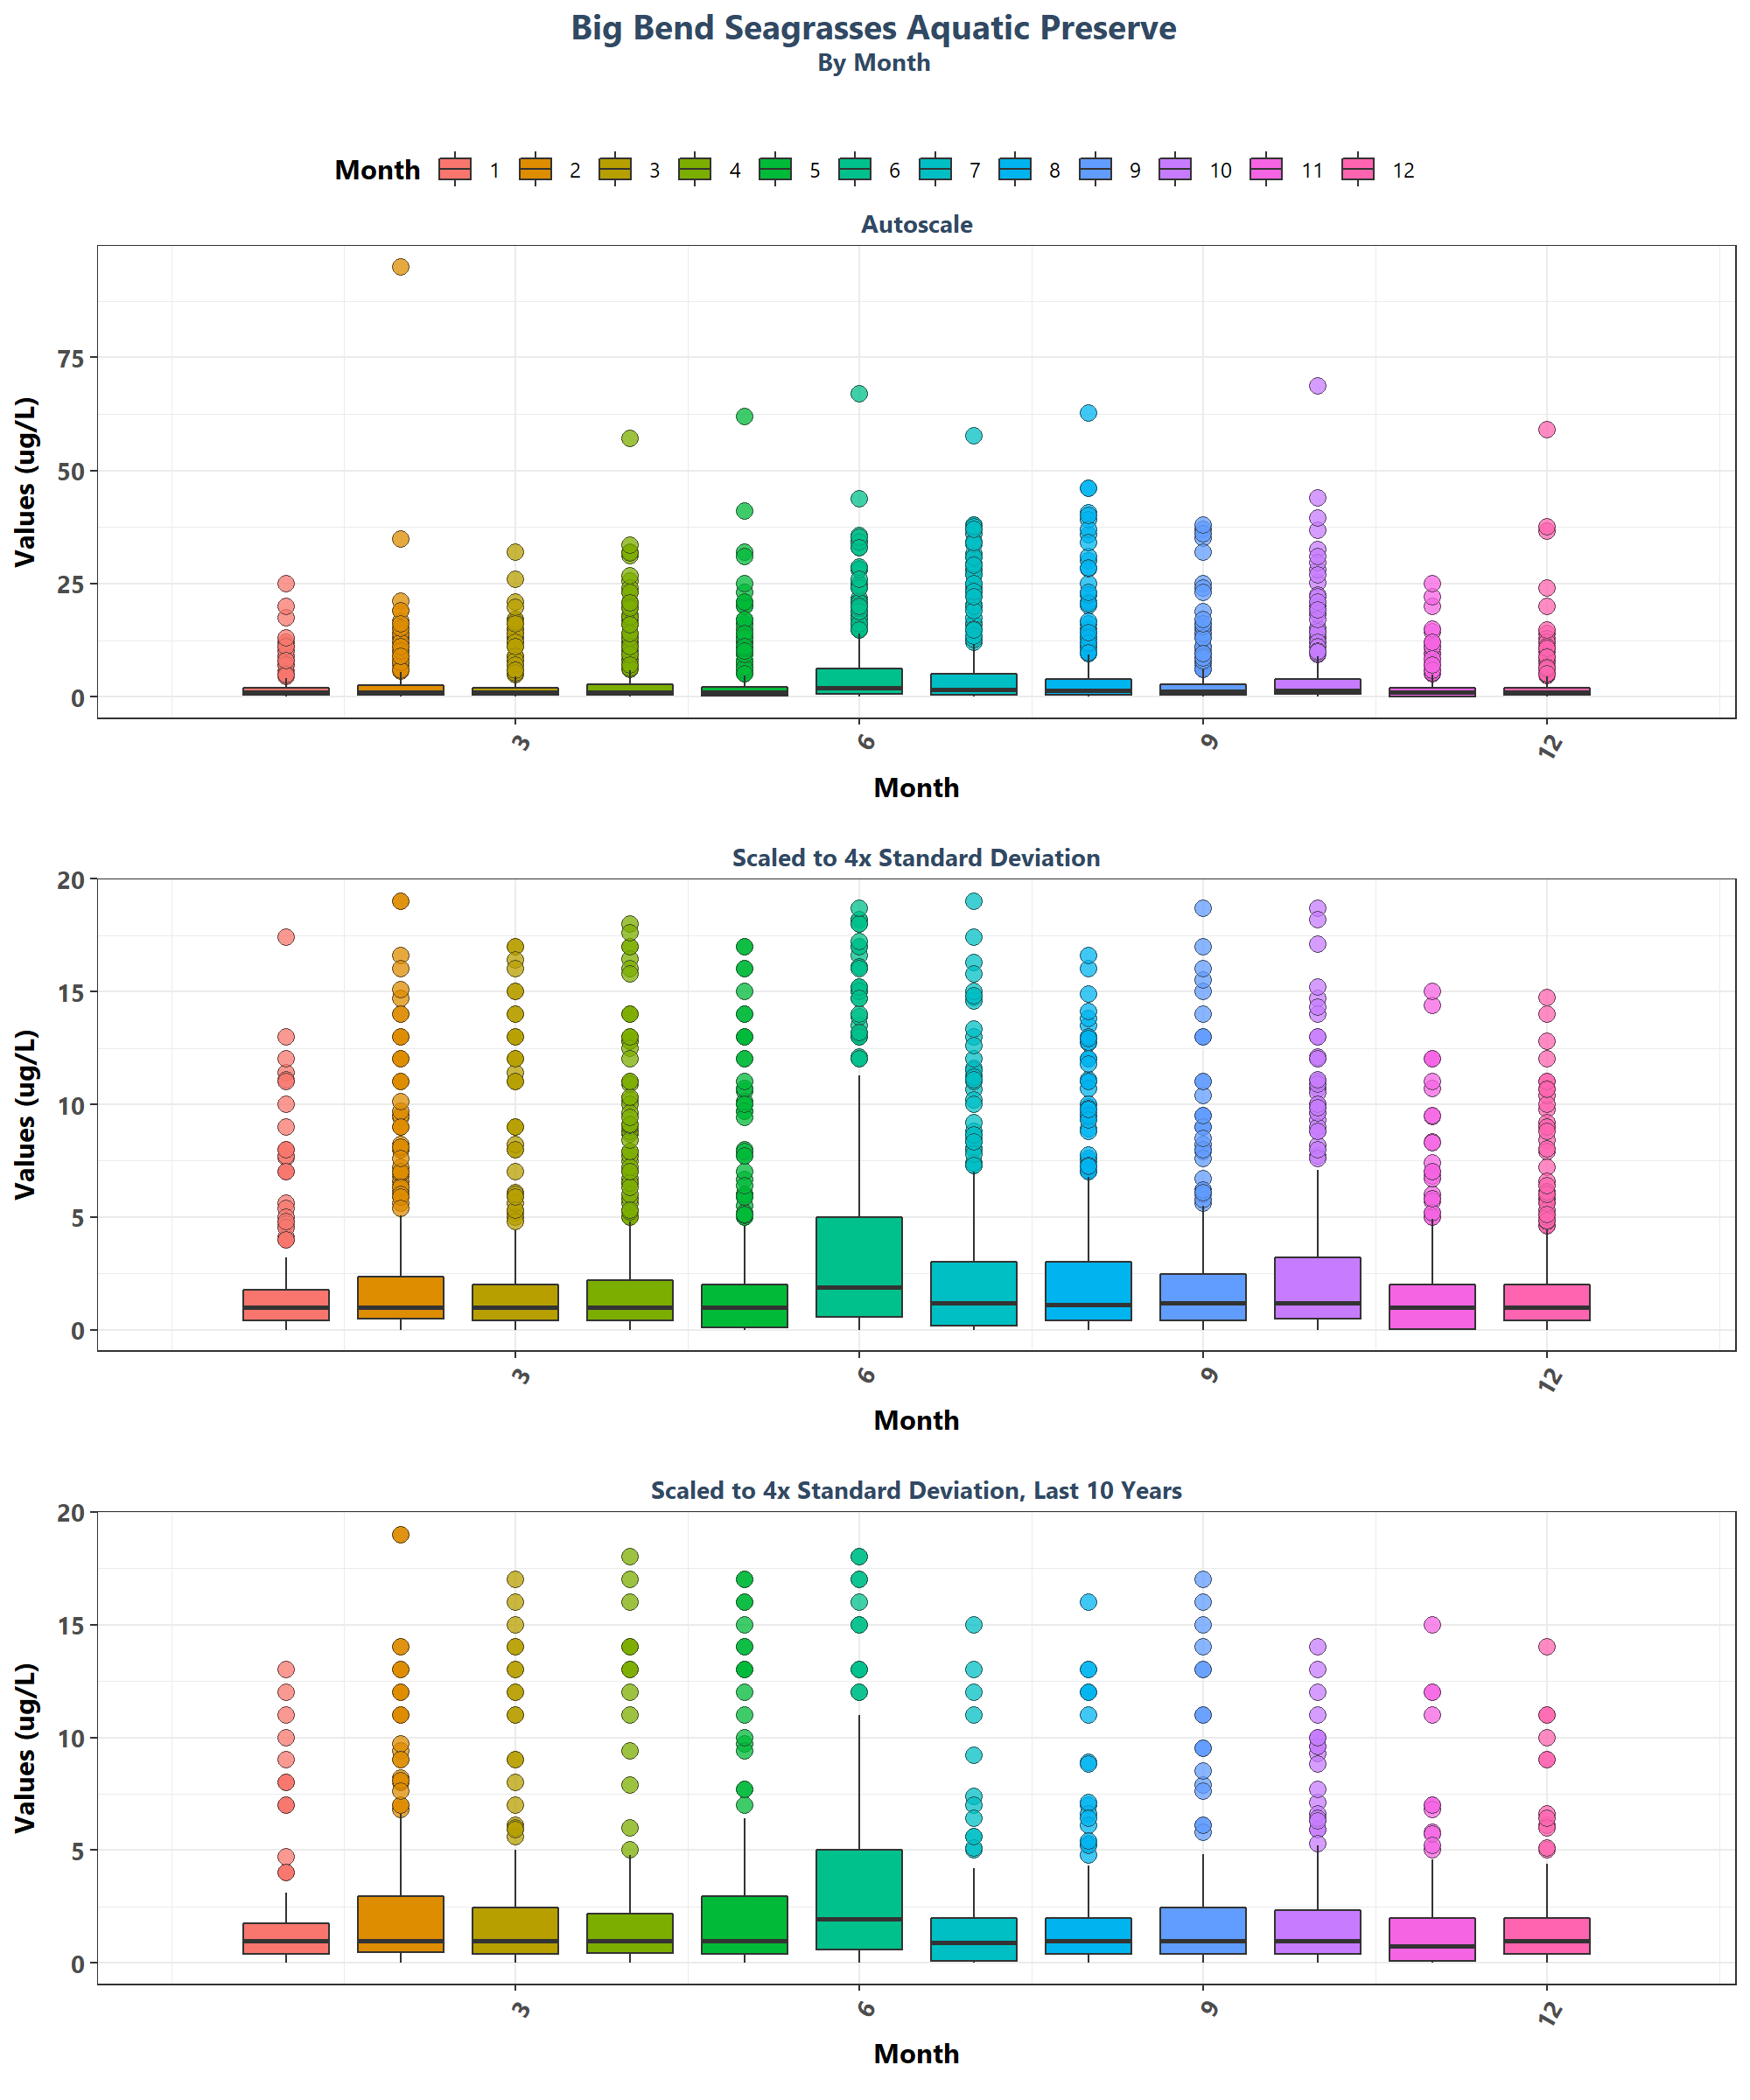 Big Bend Seagrasses Aquatic Preserve
By Month
Month 1 2 3 4 5 6 7 8 9 10 11 12
Autoscale
Values (ug/L)
75
50
25
0
3 6 9 12
Month
Scaled to 4x Standard Deviation
Values (ug/L)
20
15
10
5
0
3 6 9 12
Month
Scaled to 4x Standard Deviation, Last 10 Years
Values (ug/L)
20
15
10
5
0
3 6 9 12
Month